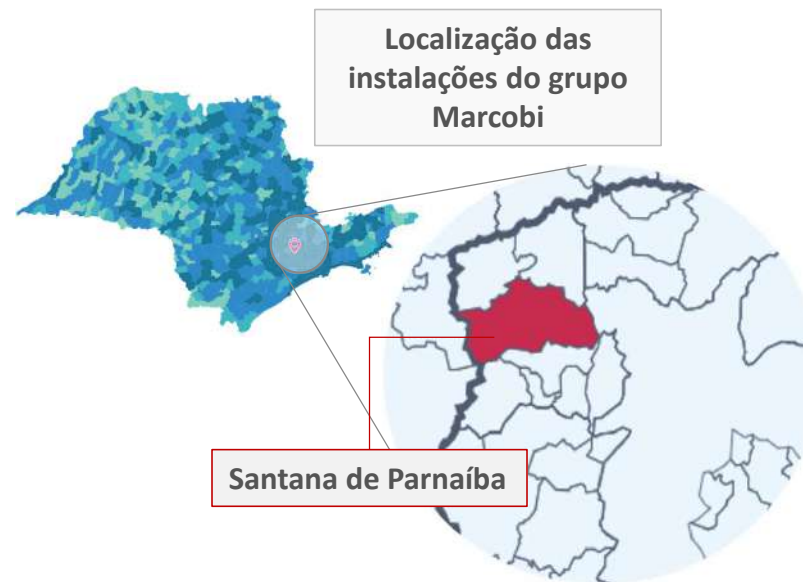 Localização das
instalações do grupo
Marcobi
Santana de Parnaíba